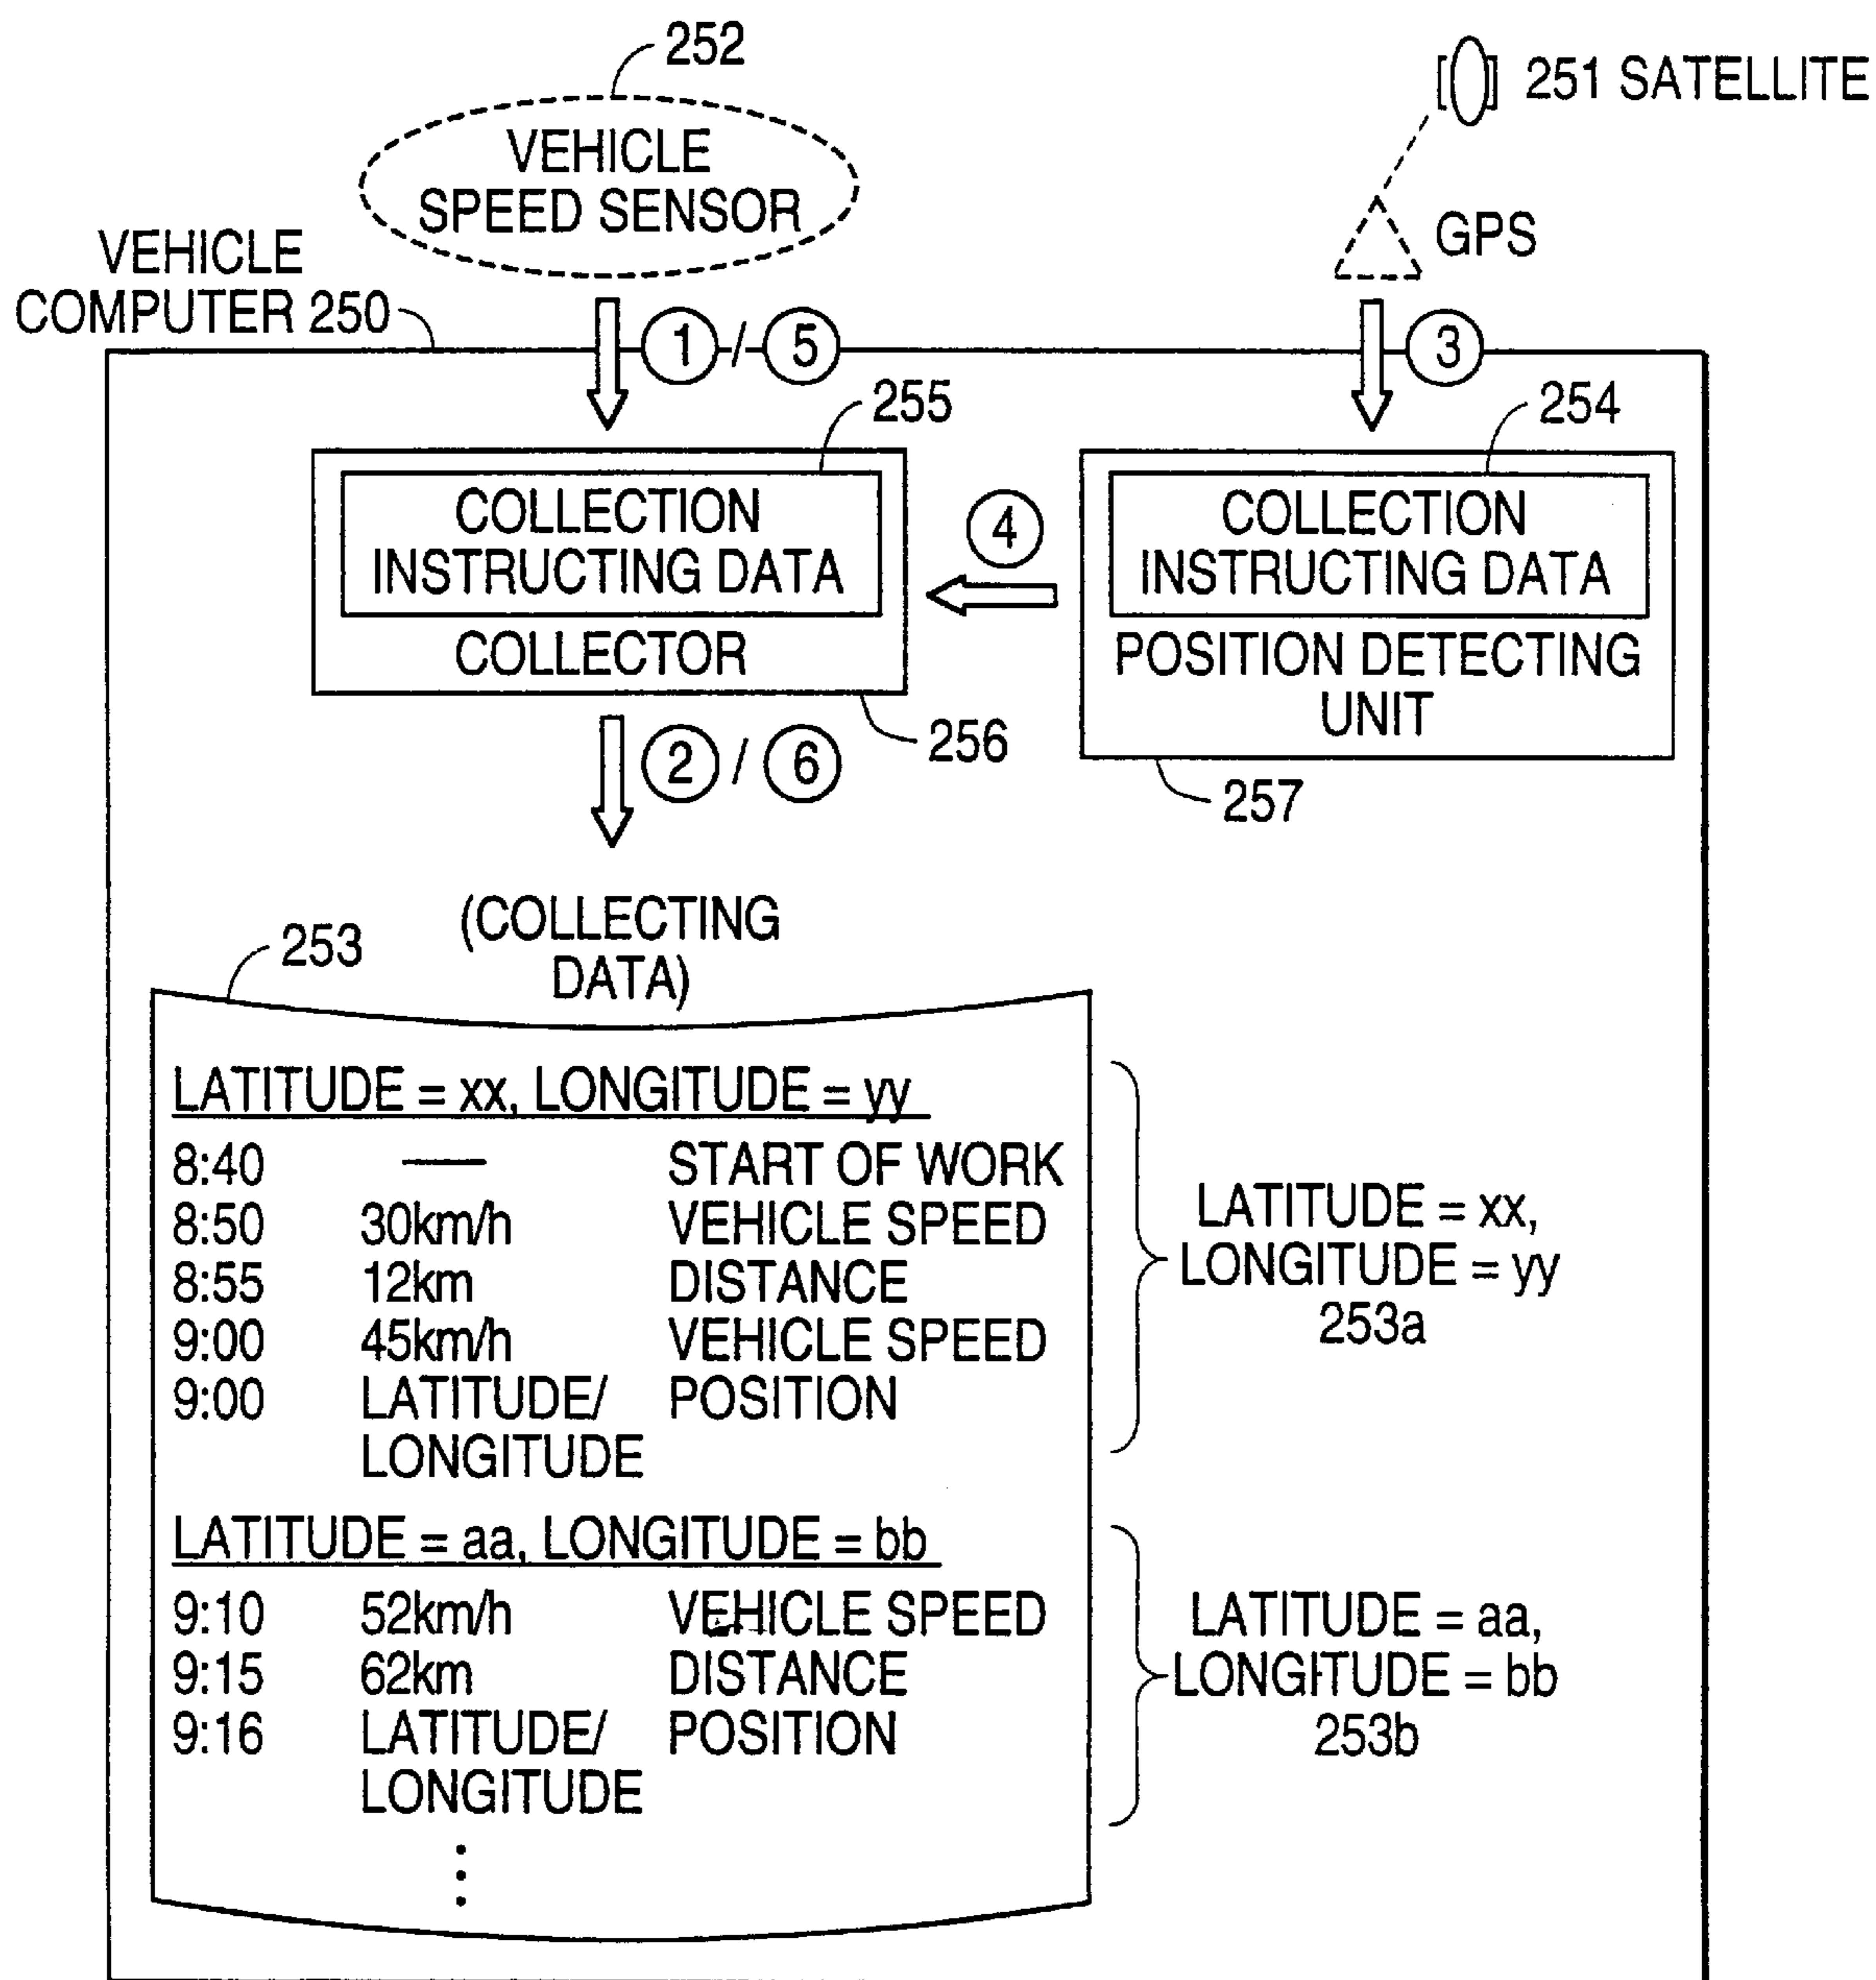 252
VEHICLE
SPEED SENSOR
251 SATELLITE
GPS
VEHICLE
COMPUTER 250
1 / 5
3
255
254
COLLECTION
INSTRUCTING DATA
COLLECTOR
4
COLLECTION
INSTRUCTING DATA
POSITION DETECTING
UNIT
256
257
2 / 6
(COLLECTING
DATA)
253
LATITUDE = xx, LONGITUDE = yy
8:40 — START OF WORK
8:50 30km/h VEHICLE SPEED
8:55 12km DISTANCE
9:00 45km/h VEHICLE SPEED
9:00 LATITUDE/ POSITION
LONGITUDE
LATITUDE = xx,
LONGITUDE = yy
253a
LATITUDE = aa, LONGITUDE = bb
9:10 52km/h VEHICLE SPEED
9:15 62km DISTANCE
9:16 LATITUDE/ POSITION
LONGITUDE
LATITUDE = aa,
LONGITUDE = bb
253b